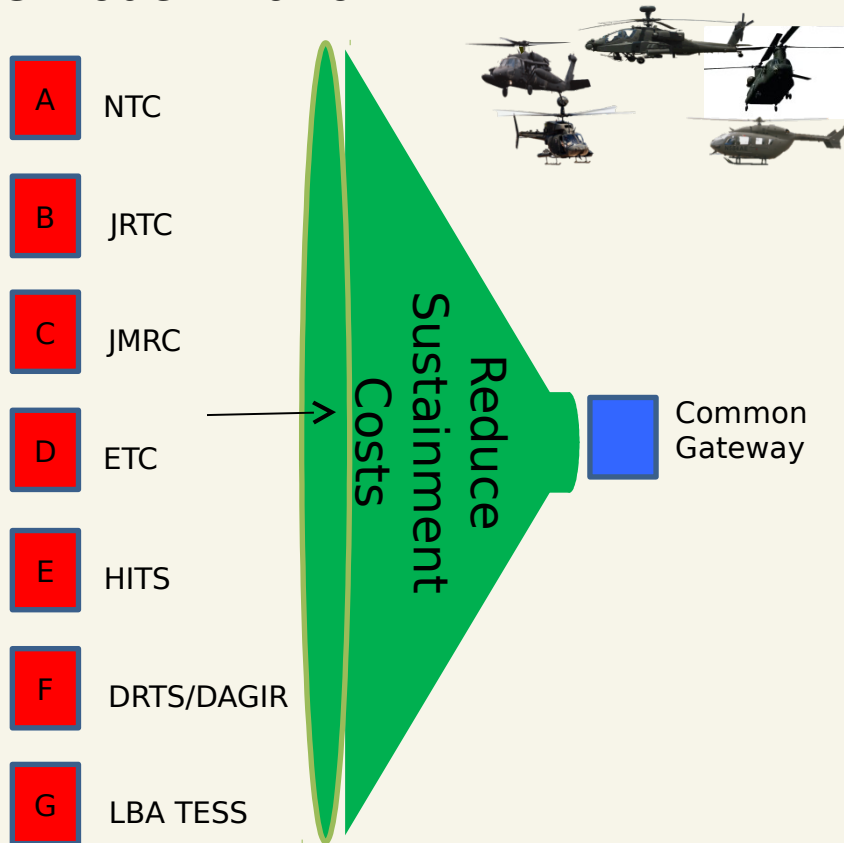 A
NTC
B
JRTC
C
JMRC
D
ETC
E
HITS
F
DRTS/DAGIR
G
LBA TESS
Reduce
Sustainment
Costs
Common
Gateway